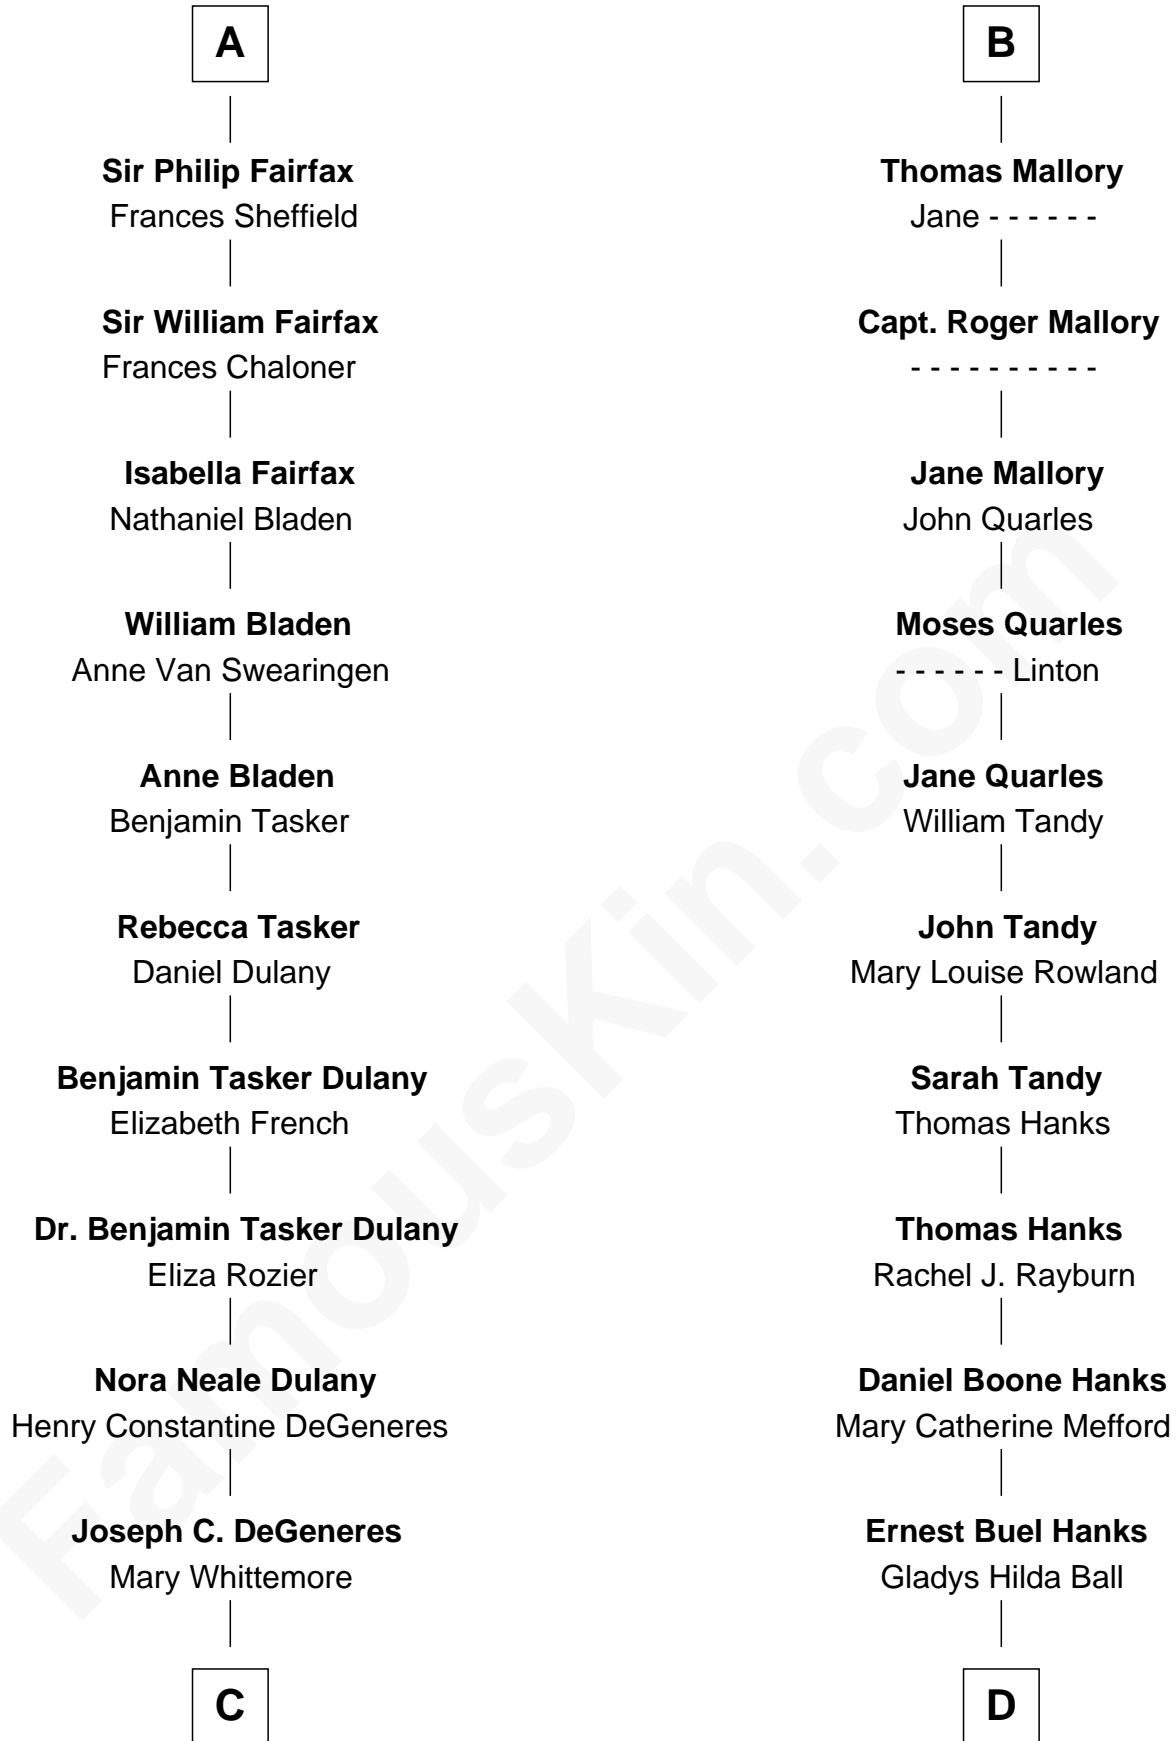 A
Sir Philip Fairfax
Frances Sheffield
Sir William Fairfax
Frances Chaloner
Isabella Fairfax
Nathaniel Bladen
William Bladen
Anne Van Swearingen
Anne Bladen
Benjamin Tasker
Rebecca Tasker
Daniel Dulany
Benjamin Tasker Dulany
Elizabeth French
Dr. Benjamin Tasker Dulany
Eliza Rozier
Nora Neale Dulany
Henry Constantine DeGeneres
Joseph C. DeGeneres
Mary Whittemore
C
B
Thomas Mallory
Jane - - - - - -
Capt. Roger Mallory
- - - - - - - - - -
Jane Mallory
John Quarles
Moses Quarles
- - - - - - Linton
Jane Quarles
William Tandy
John Tandy
Mary Louise Rowland
Sarah Tandy
Thomas Hanks
Thomas Hanks
Rachel J. Rayburn
Daniel Boone Hanks
Mary Catherine Mefford
Ernest Buel Hanks
Gladys Hilda Ball
D
FamousKin.com